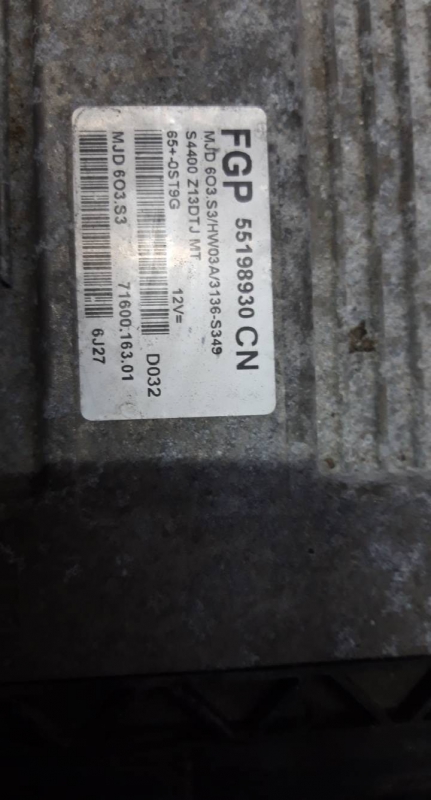 FGP 55198930 CN
MJD 6O3.S3/HW03A/3136-S349
S4400 Z13DTJ MT
65+-0ST9G 12V=
D032
MJD 6O3.S3 71600.163.01
6J27